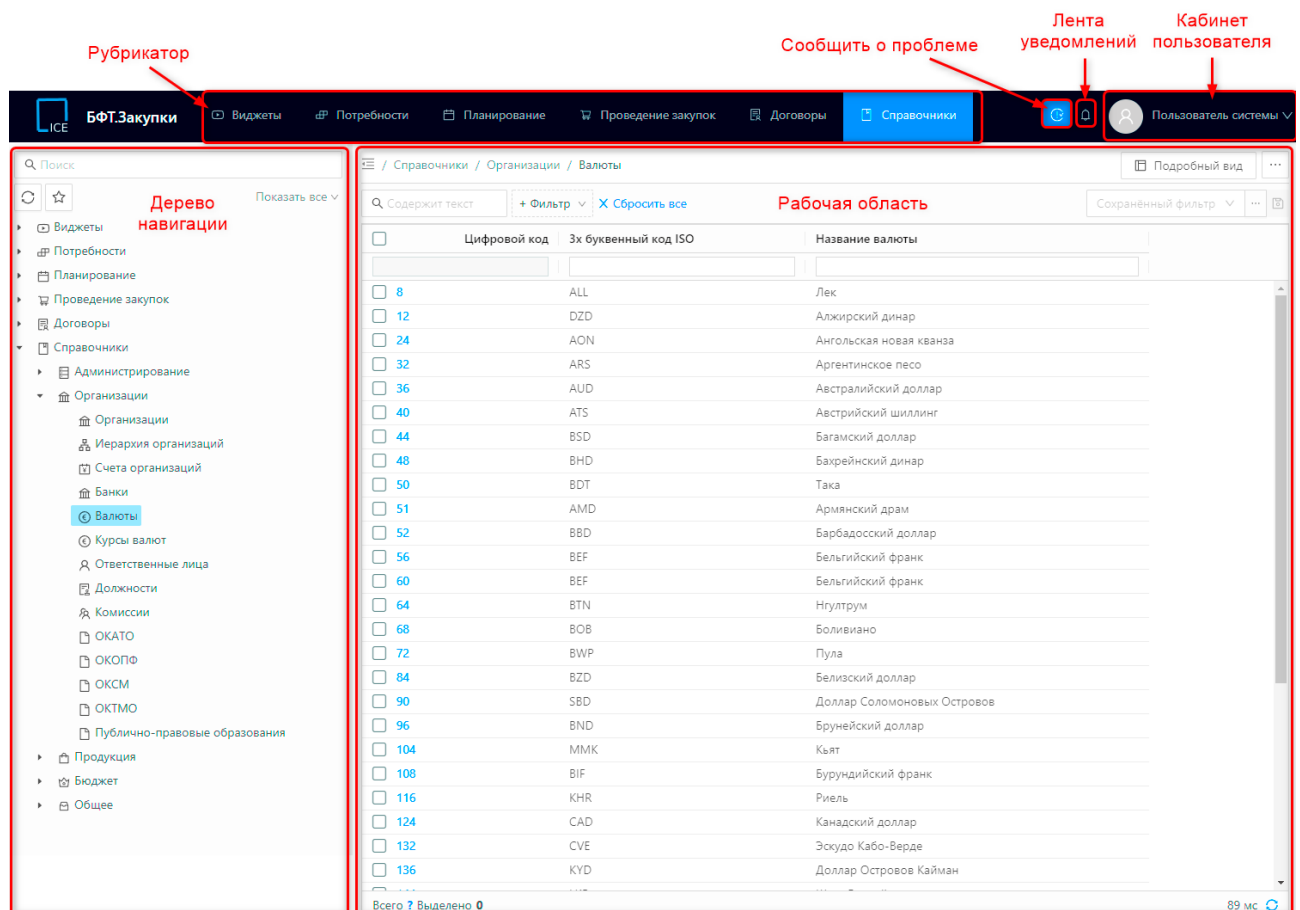 Лента
уведомлений
Кабинет
пользователя
Рубрикатор
Сообщить о проблеме
ICE
БФТ.Закупки
Виджеты
Потребности
Планирование
Проведение закупок
Договоры
Справочники
Пользователь системы
Поиск
Показать все
Дерево
навигации
Виджеты
Потребности
Планирование
Проведение закупок
Договоры
Справочники
Администрирование
Организации
Организации
Иерархия организаций
Счета организаций
Банки
Валюты
Курсы валют
Ответственные лица
Должности
Комиссии
ОКАТО
ОКОПФ
ОКСМ
ОКТМО
Публично-правовые образования
Продукция
Бюджет
Общее
/ Справочники / Организации / Валюты
Подробный вид
...
Содержит текст
+ Фильтр
X Сбросить все
Рабочая область
Сохранённый фильтр
...
Цифровой код 3х буквенный код ISO Название валюты
8 ALL Лек
12 DZD Алжирский динар
24 AON Ангольская новая кванза
32 ARS Аргентинское песо
36 AUD Австралийский доллар
40 ATS Австрийский шиллинг
44 BSD Багамский доллар
48 BHD Бахрейнский динар
50 BDT Така
51 AMD Армянский драм
52 BBD Барбадосский доллар
56 BEF Бельгийский франк
60 BEF Бельгийский франк
64 BTN Нгултрум
68 BOB Боливиано
72 BWP Пула
84 BZD Белизский доллар
90 SBD Доллар Соломоновых Островов
96 BND Брунейский доллар
104 MMK Кьят
108 BIF Бурундийский франк
116 KHR Риель
124 CAD Канадский доллар
132 CVE Эскудо Кабо-Верде
136 KYD Доллар Островов Кайман
Всего ? Выделено 0
89 мс